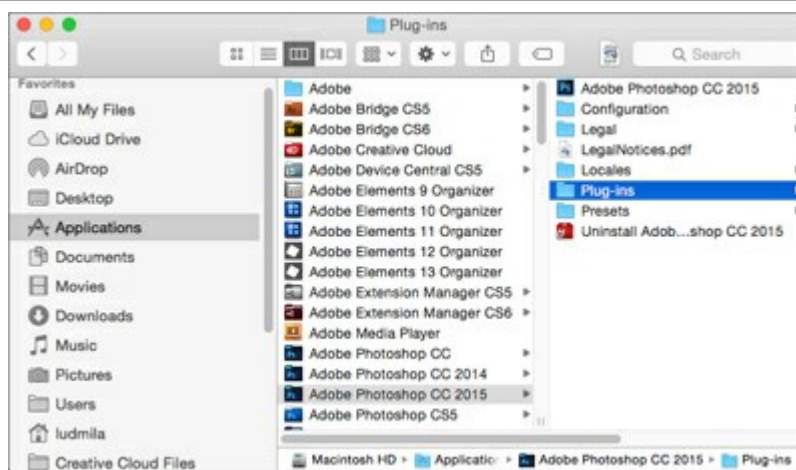 Plug-ins
Search
Favorites
All My Files
iCloud Drive
AirDrop
Desktop
Applications
Documents
Movies
Downloads
Music
Pictures
Users
ludmila
Creative Cloud Files
Adobe
Adobe Bridge CS5
Adobe Bridge CS6
Adobe Creative Cloud
Adobe Device Central CS5
Adobe Elements 9 Organizer
Adobe Elements 10 Organizer
Adobe Elements 11 Organizer
Adobe Elements 12 Organizer
Adobe Elements 13 Organizer
Adobe Extension Manager CS5
Adobe Extension Manager CS6
Adobe Media Player
Adobe Photoshop CC
Adobe Photoshop CC 2014
Adobe Photoshop CC 2015
Adobe Photoshop CS5
Adobe Photoshop CC 2015
Configuration
Legal
LegalNotices.pdf
Locales
Plug-ins
Presets
Uninstall Adob...shop CC 2015
Macintosh HD ▸ Applicatio ▸ Adobe Photoshop CC 2015 ▸ Plug-ins